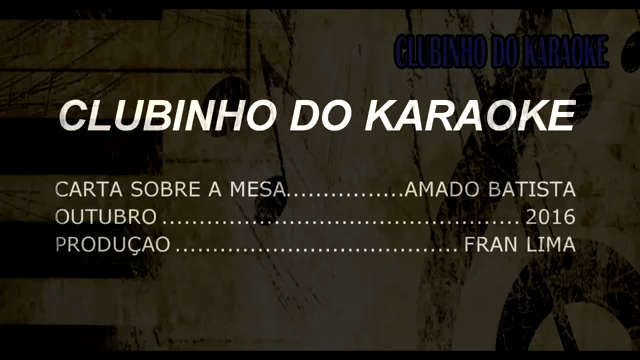 CLUBINHO DO KARAOKE
CLUBINHO DO KARAOKE
CARTA SOBRE A MESA................AMADO BATISTA
OUTUBRO ................................................ 2016
PRODUÇAO ...................................... FRAN LIMA